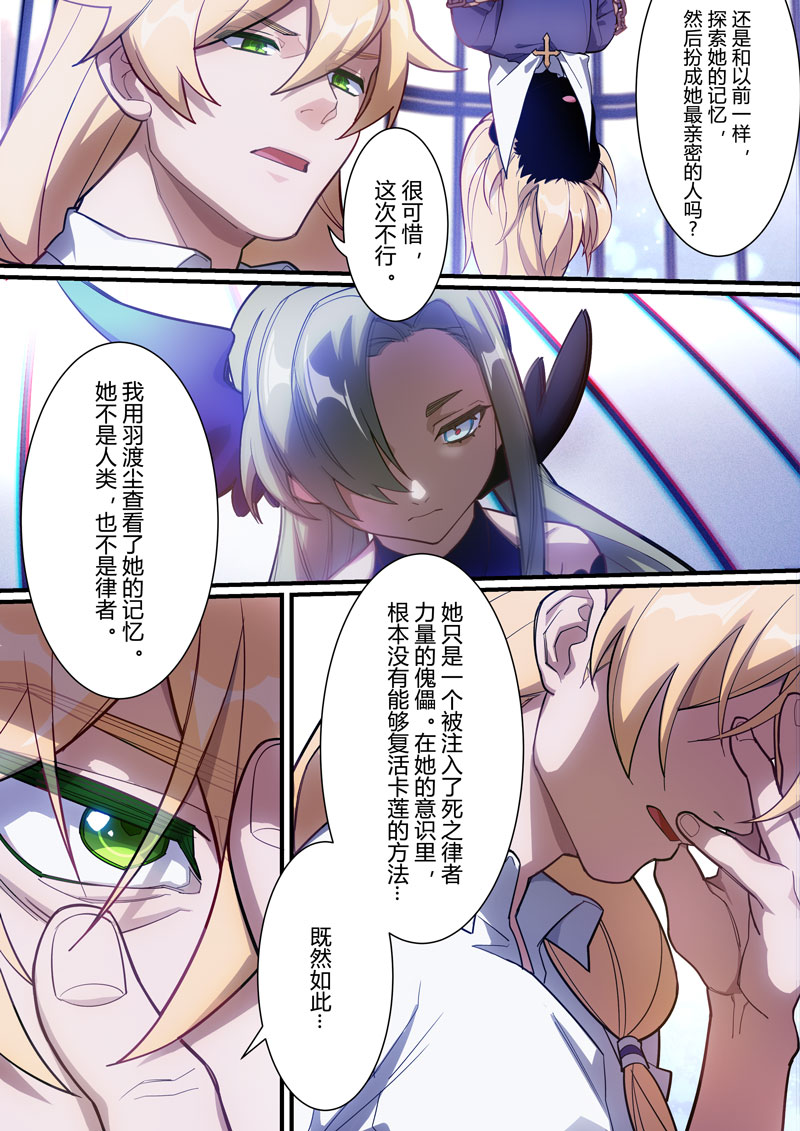 还是和以前一样，
探索她的记忆，
然后扮成她最亲密的人吗？
很可惜，
这次不行。
我用羽渡尘查看了她的记忆。
她不是人类，也不是律者。
她只是一个被注入了死之律者
力量的傀儡。在她的意识里，
根本没有能够复活卡莲的方法…
既然如此…